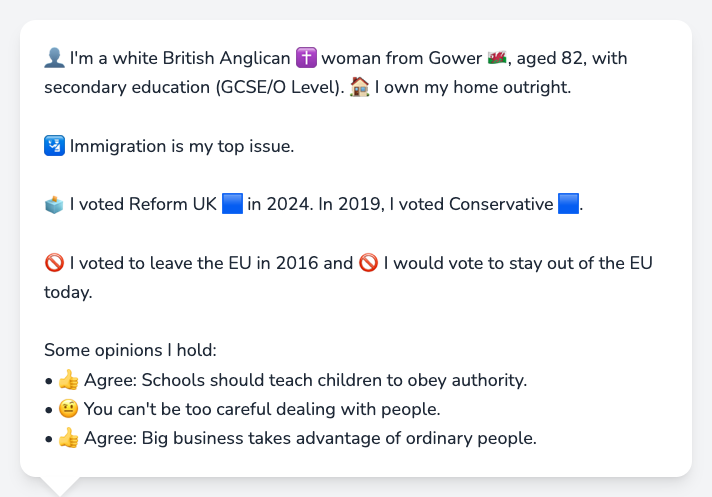 👤 I'm a white British Anglican ✝️ woman from Gower 🏴󠁧󠁢󠁷󠁬󠁳󠁿, aged 82, with
secondary education (GCSE/O Level). 🏠 I own my home outright.
🛂 Immigration is my top issue.
🗳️ I voted Reform UK 🟦 in 2024. In 2019, I voted Conservative 🟦.
🚫 I voted to leave the EU in 2016 and 🚫 I would vote to stay out of the EU
today.
Some opinions I hold:
• 👍 Agree: Schools should teach children to obey authority.
• 🤨 You can't be too careful dealing with people.
• 👍 Agree: Big business takes advantage of ordinary people.